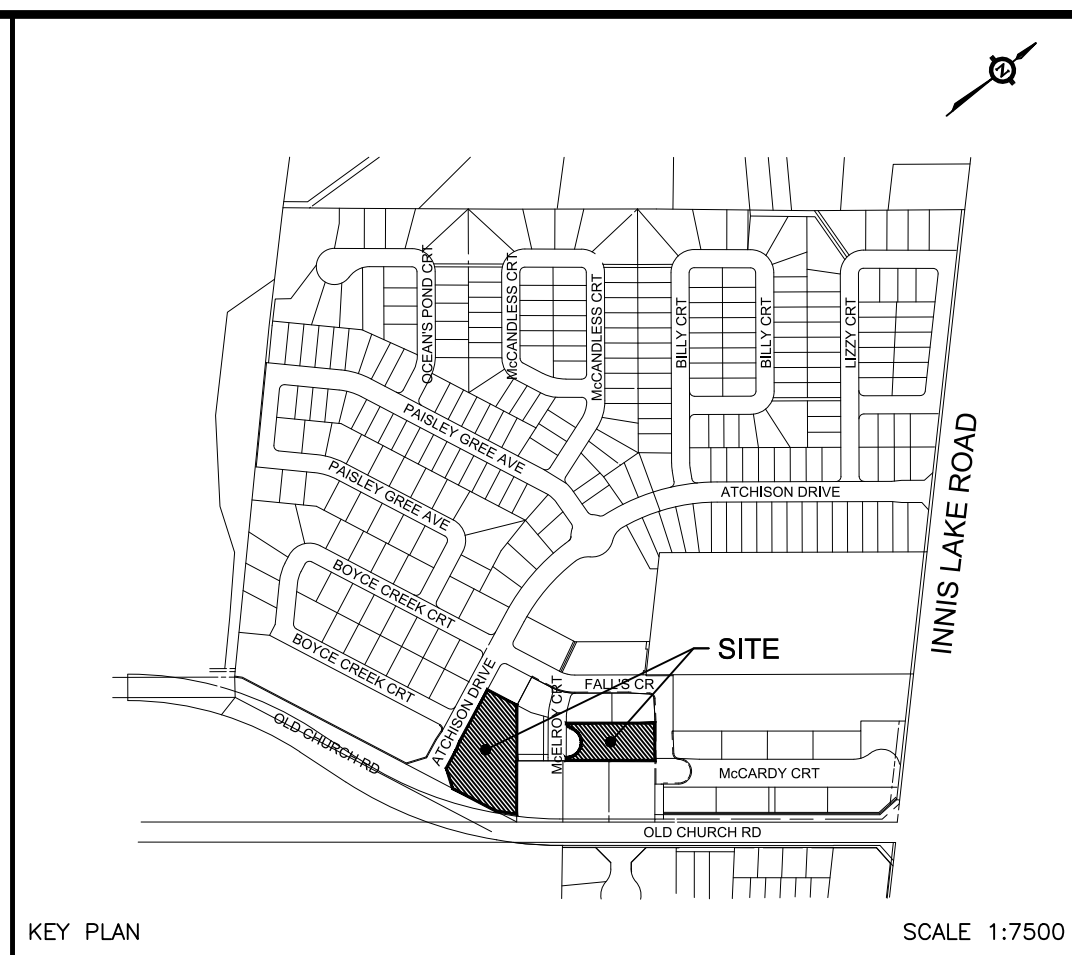 N
OCEAN'S POND CRT
McCANDLESS CRT
McCANDLESS CRT
BILLY CRT
BILLY CRT
LIZZY CRT
PAISLEY GREE AVE
PAISLEY GREE AVE
ATCHISON DRIVE
INNIS LAKE ROAD
BOYCE CREEK CRT
BOYCE CREEK CRT
ATCHISON DRIVE
SITE
FALL'S CR
McELROY CRT
OLD CHURCH RD
McCARDY CRT
OLD CHURCH RD
KEY PLAN
SCALE 1:7500